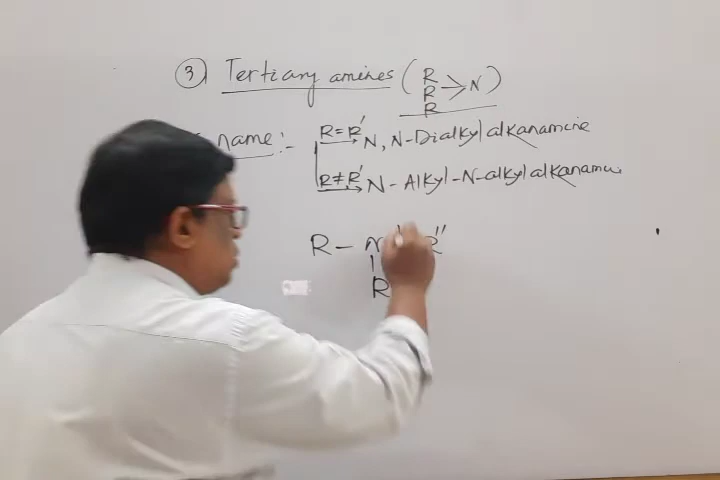 ③ Tertiary amines (R R R > N)
name :- R = R' N, N-Dialkyl alkanamine
R ≠ R' N - Alkyl - N - alkyl alkanamine
R - N R''
R